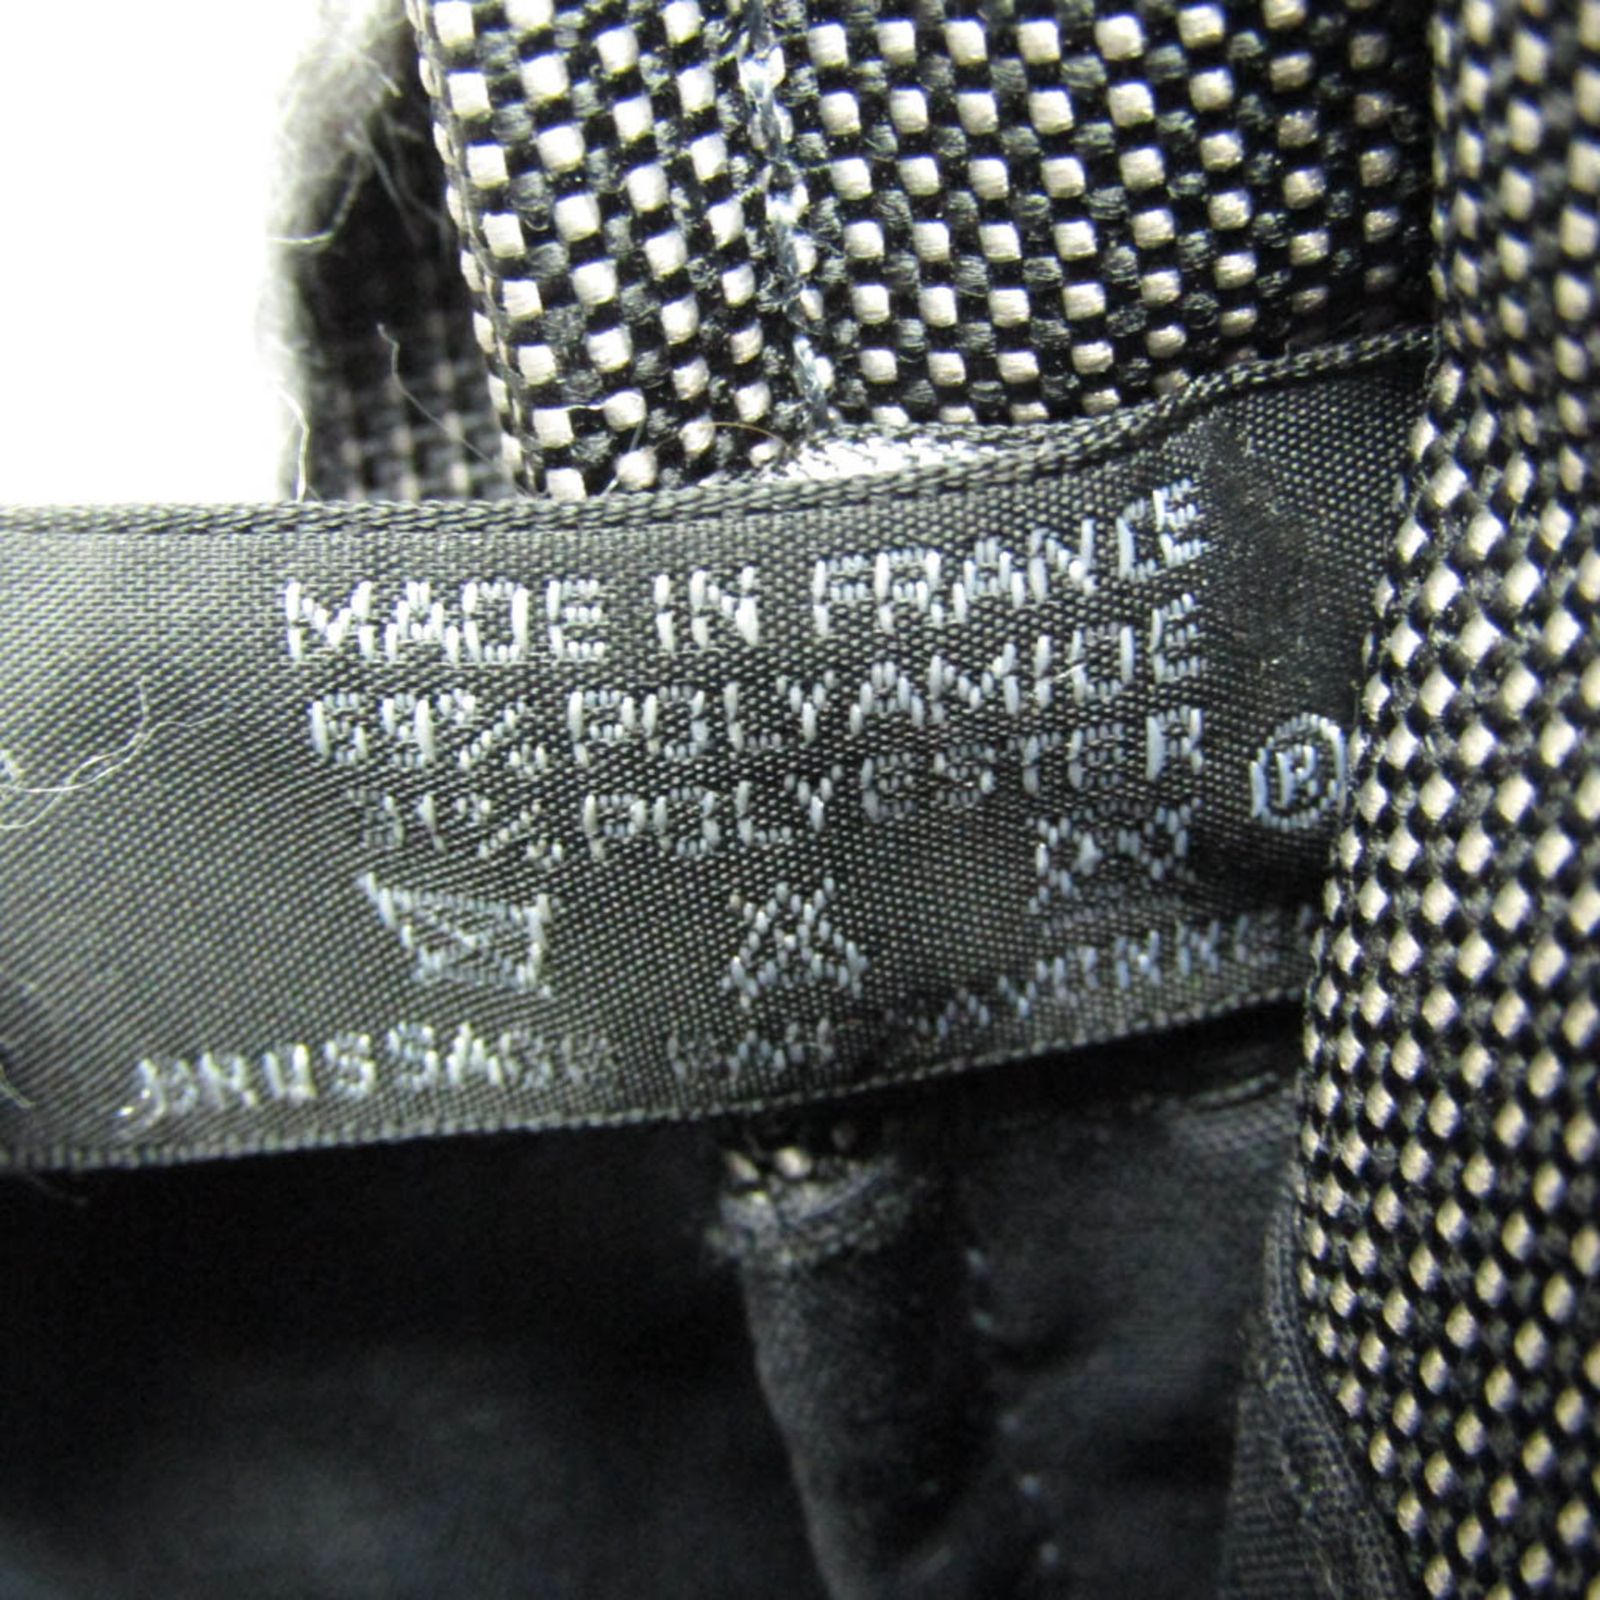 MADE IN FRANCE
69% POLYAMIDE
31% POLYESTER
®